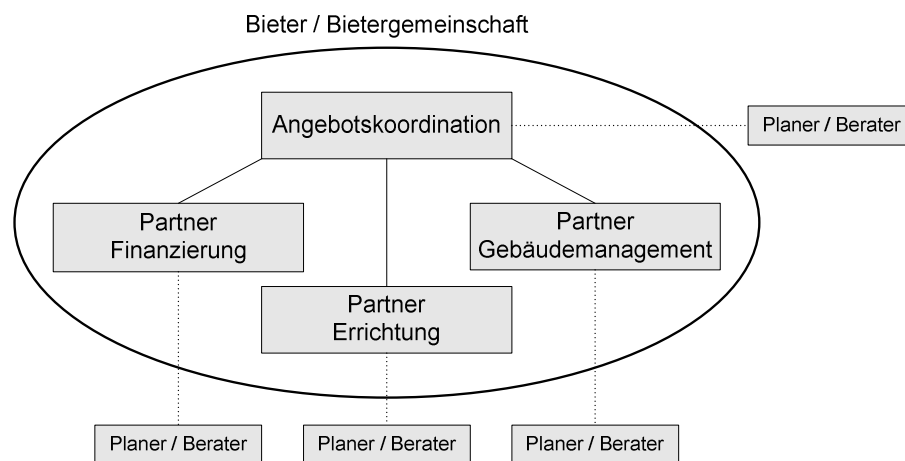 Bieter / Bietergemeinschaft
Angebotskoordination
Planer / Berater
Partner
Finanzierung
Partner
Gebäudemanagement
Partner
Errichtung
Planer / Berater
Planer / Berater
Planer / Berater